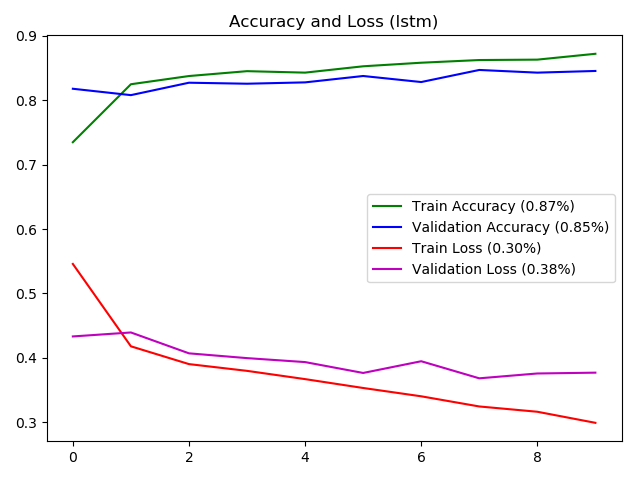 Accuracy and Loss (lstm)
0.9
0.8
0.7
0.6
0.5
0.4
0.3
Train Accuracy (0.87%)
Validation Accuracy (0.85%)
Train Loss (0.30%)
Validation Loss (0.38%)
0 2 4 6 8